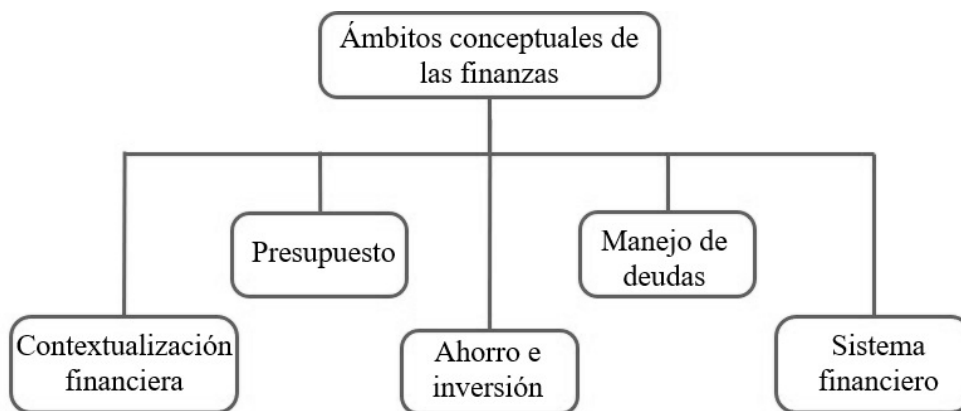 Ámbitos conceptuales de
las finanzas
Presupuesto
Manejo de
deudas
Contextualización
financiera
Ahorro e
inversión
Sistema
financiero